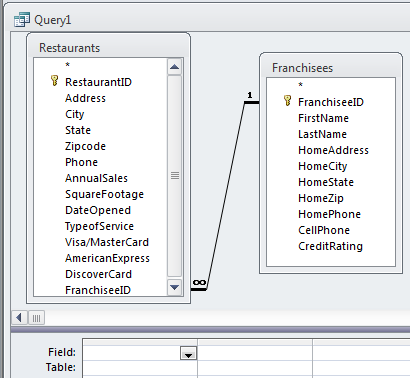 Query1
Restaurants
*
RestaurantID
Address
City
State
Zipcode
Phone
AnnualSales
SquareFootage
DateOpened
TypeofService
Visa/MasterCard
AmericanExpress
DiscoverCard
FranchiseeID
∞
1
Franchisees
*
FranchiseeID
FirstName
LastName
HomeAddress
HomeCity
HomeState
HomeZip
HomePhone
CellPhone
CreditRating
Field:
Table: